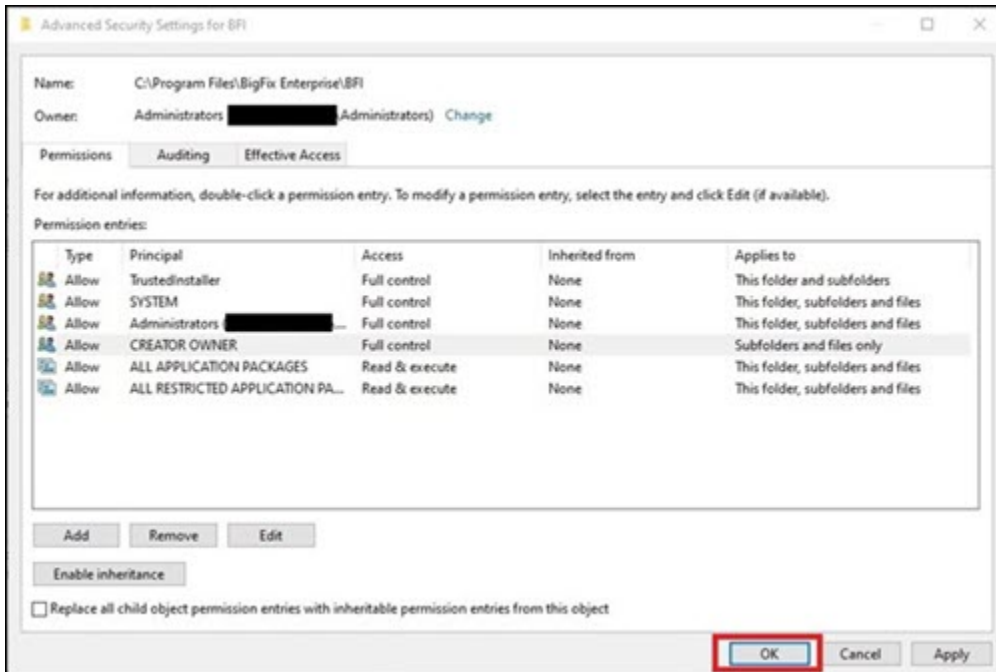 Advanced Security Settings for BFI
Name: C:\Program Files\BigFix Enterprise\BFI
Owner: Administrators \Administrators) Change
Permissions Auditing Effective Access
For additional information, double-click a permission entry. To modify a permission entry, select the entry and click Edit (if available).
Permission entries:
Type Principal Access Inherited from Applies to
Allow TrustedInstaller Full control None This folder and subfolders
Allow SYSTEM Full control None This folder, subfolders and files
Allow Administrators (... Full control None This folder, subfolders and files
Allow CREATOR OWNER Full control None Subfolders and files only
Allow ALL APPLICATION PACKAGES Read & execute None This folder, subfolders and files
Allow ALL RESTRICTED APPLICATION PA... Read & execute None This folder, subfolders and files
Add Remove Edit
Enable inheritance
Replace all child object permission entries with inheritable permission entries from this object
OK Cancel Apply